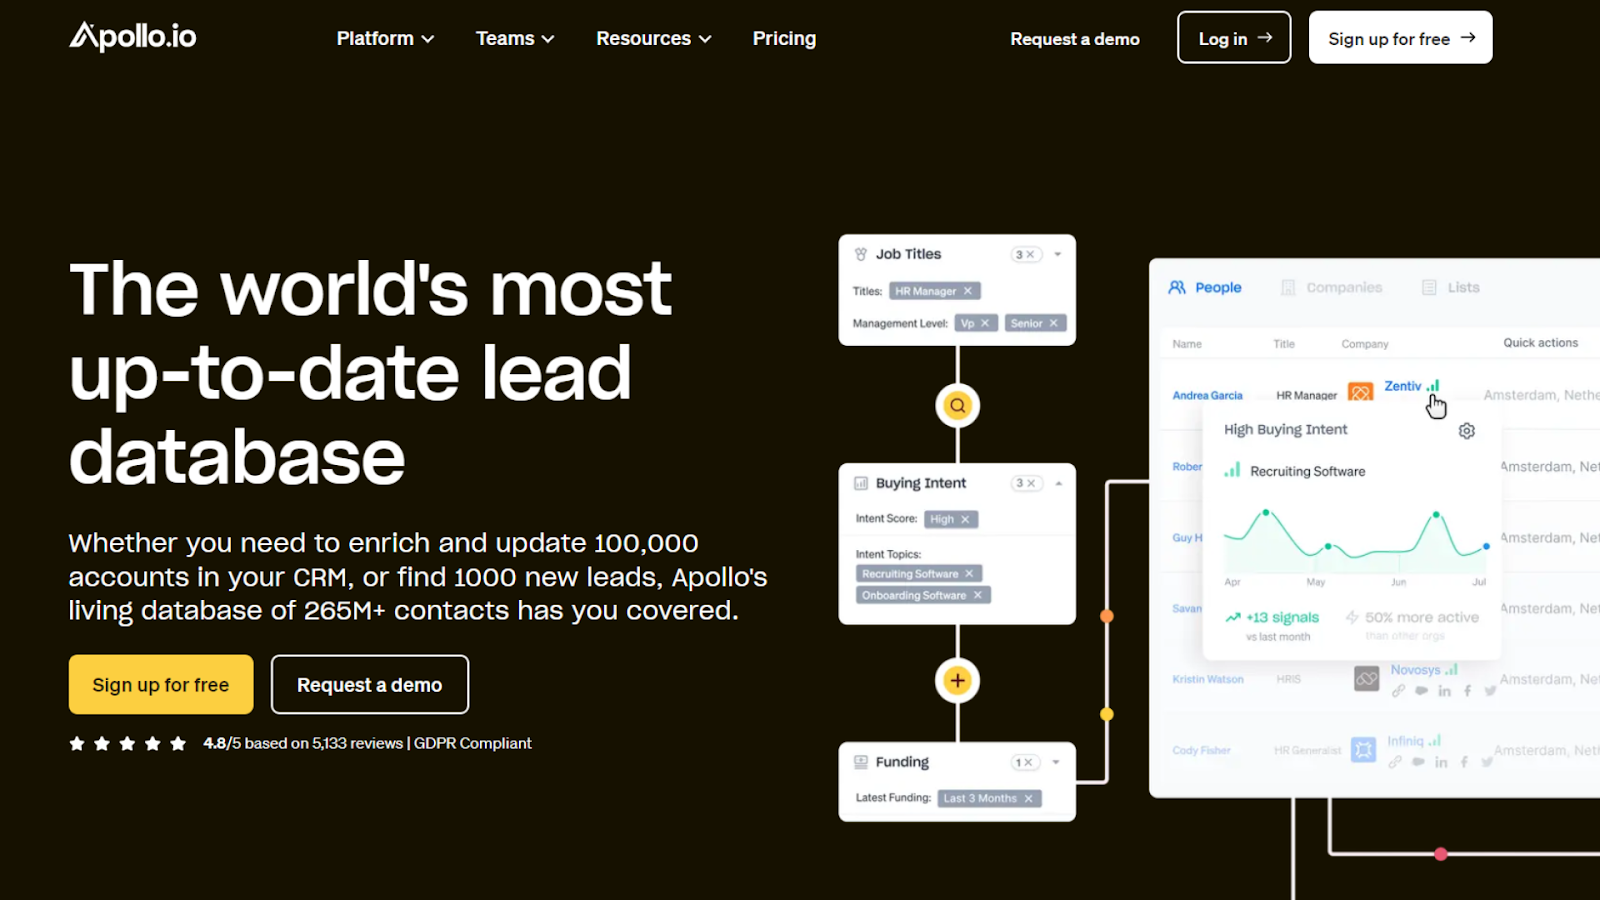 Apollo.io
Platform
Teams
Resources
Pricing
Request a demo
Log in →
Sign up for free →
The world's most
up-to-date lead
database
Whether you need to enrich and update 100,000
accounts in your CRM, or find 1000 new leads, Apollo's
living database of 265M+ contacts has you covered.
Sign up for free
Request a demo
4.8/5 based on 5,133 reviews | GDPR Compliant
Job Titles
3 ×
Titles: HR Manager ×
Management Level: Vp × Senior ×
Buying Intent
3 ×
Intent Score: High ×
Intent Topics:
Recruiting Software ×
Onboarding Software ×
Funding
1 ×
Latest Funding: Last 3 Months ×
People
Companies
Lists
Name Title Company Quick actions
Andrea Garcia HR Manager Zentiv Amsterdam, Nethe
High Buying Intent
Recruiting Software
Apr May Jun Jul
+13 signals
vs last month
50% more active
than other orgs
Rober Amsterdam, Net
Guy H Amsterdam, Net
Savan Amsterdam, Net
Kristin Watson HRIS Novosys Amsterdam, Net
Cody Fisher HR Generalist Infiniq Amsterdam, Net